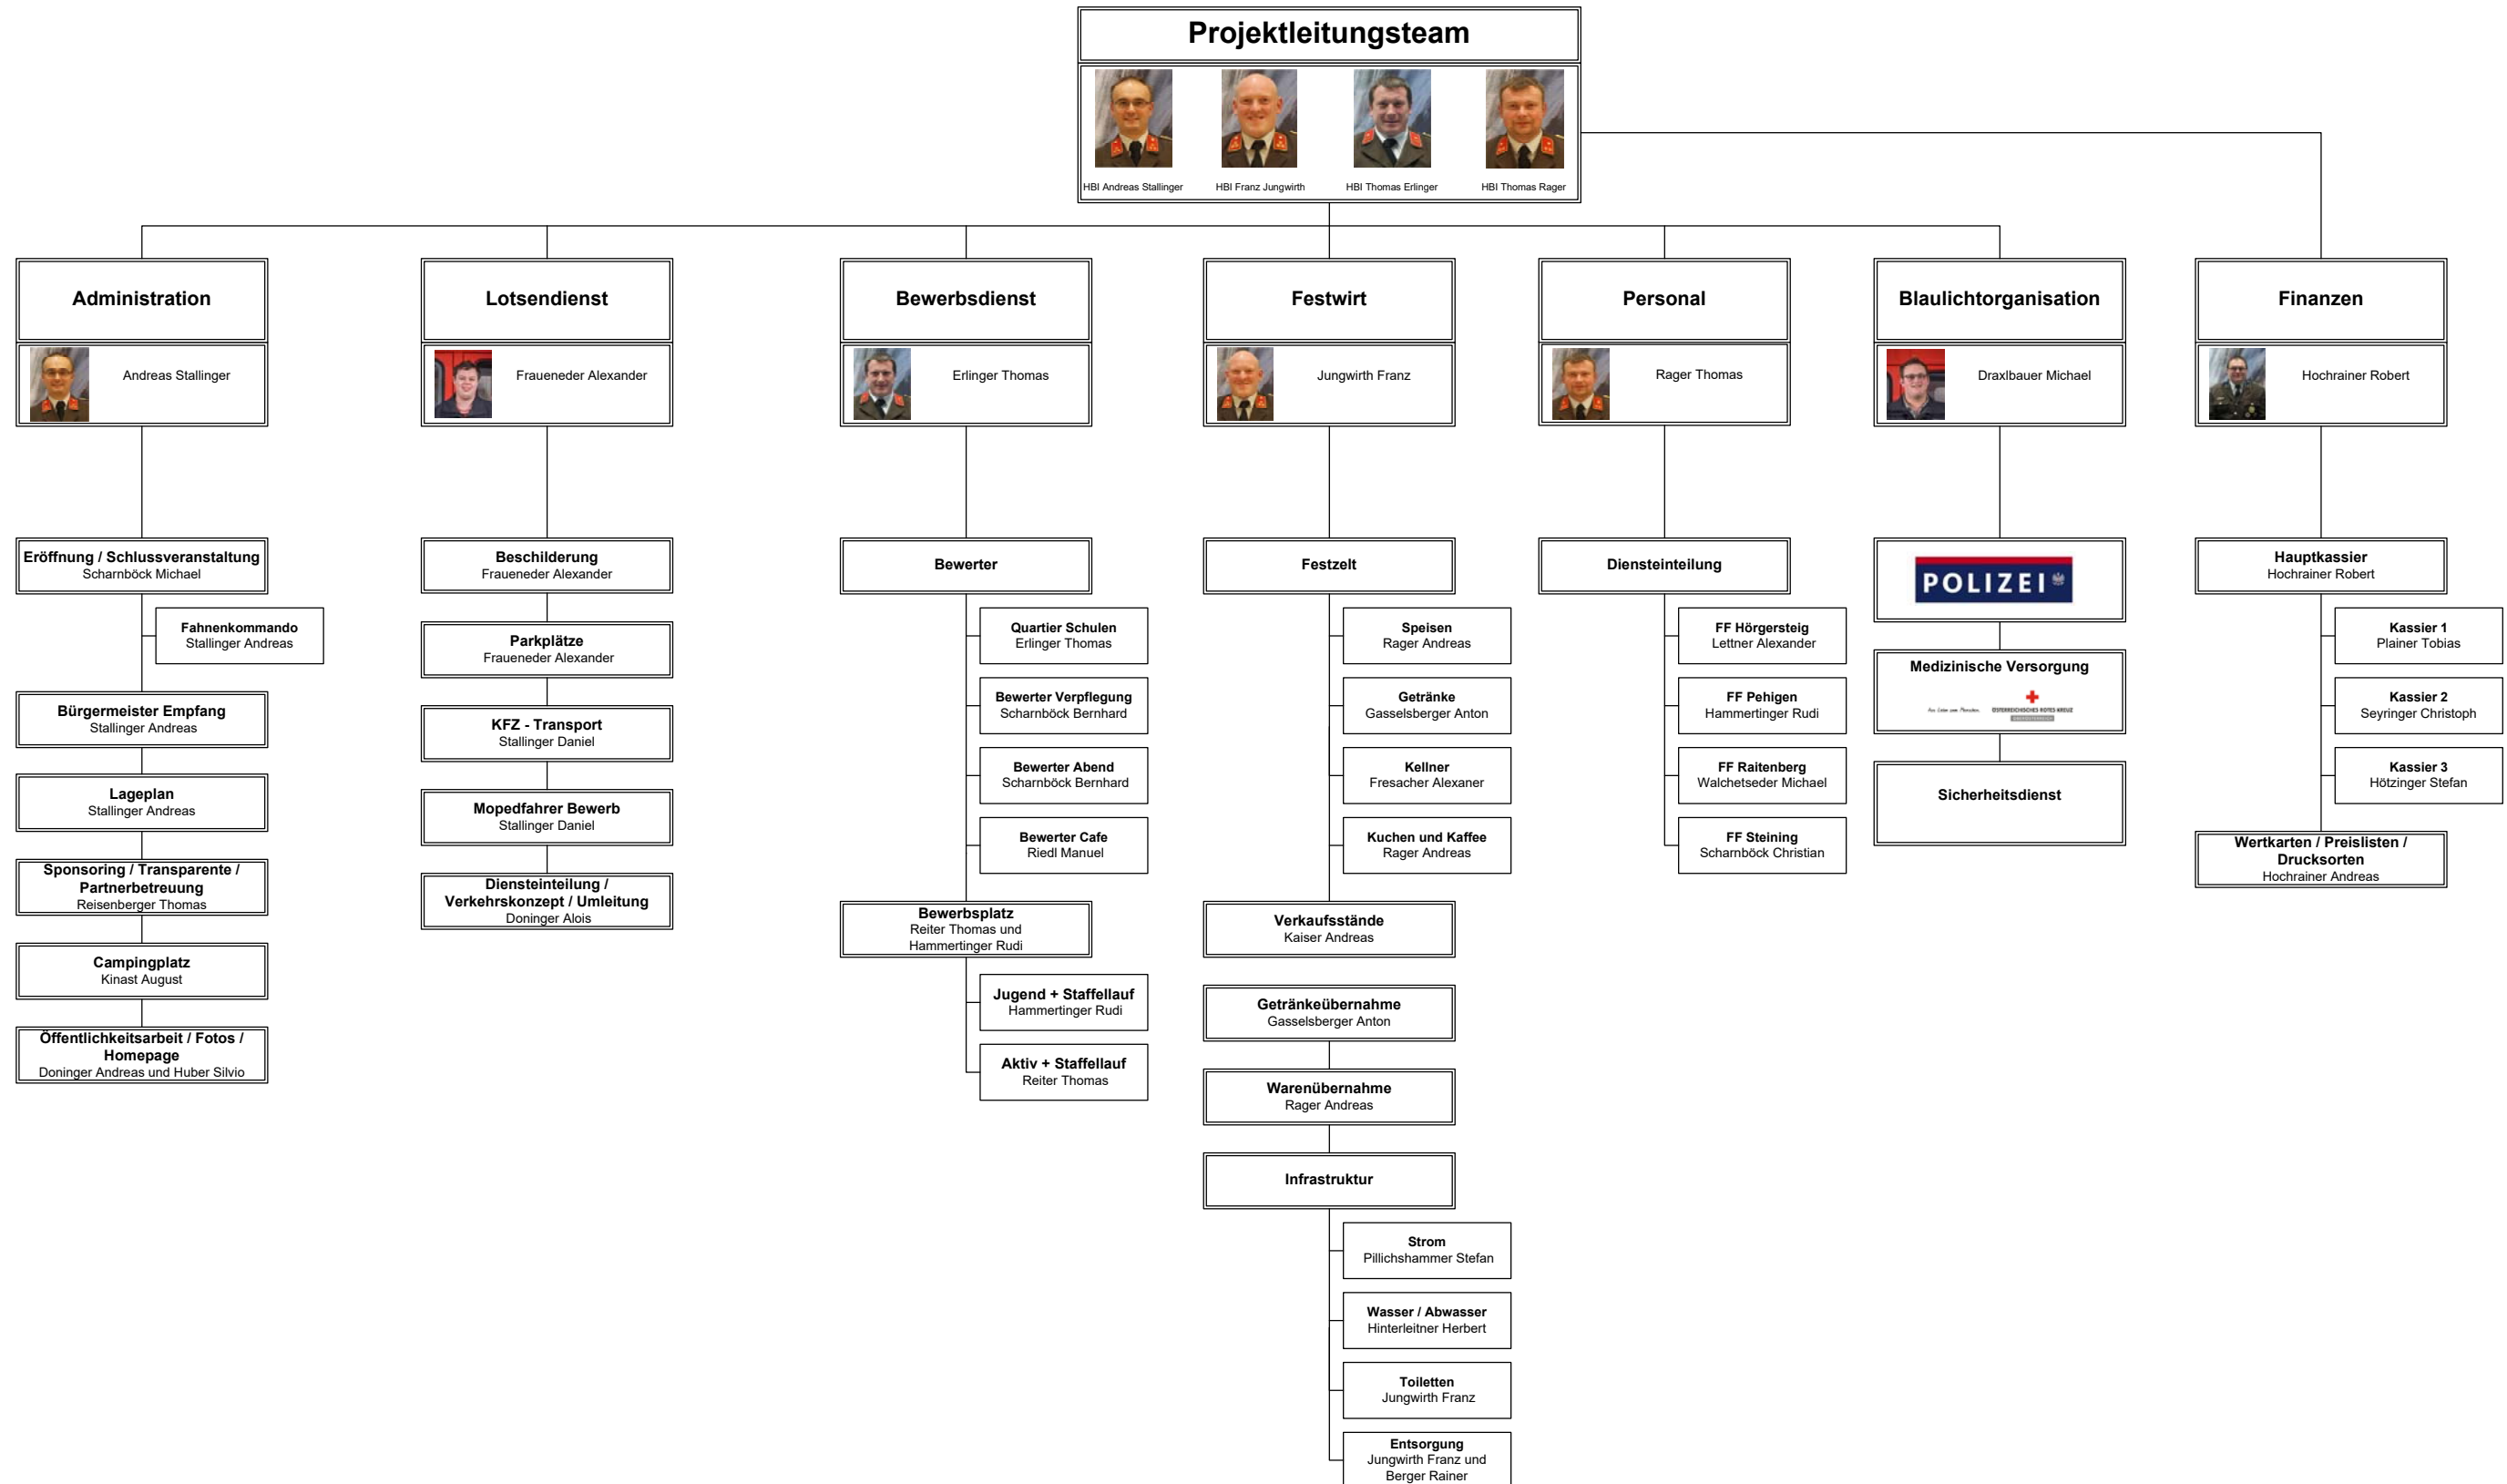 Projektleitungsteam
HBI Andreas Stallinger
HBI Franz Jungwirth
HBI Thomas Erlinger
HBI Thomas Rager
Administration
Andreas Stallinger
Lotsendienst
Fraueneder Alexander
Bewerbsdienst
Erlinger Thomas
Festwirt
Jungwirth Franz
Personal
Rager Thomas
Blaulichtorganisation
Draxlbauer Michael
Finanzen
Hochrainer Robert
Eröffnung / Schlussveranstaltung
Scharnböck Michael
Fahnenkommando
Stallinger Andreas
Bürgermeister Empfang
Stallinger Andreas
Lageplan
Stallinger Andreas
Sponsoring / Transparente /
Partnerbetreuung
Reisenberger Thomas
Campingplatz
Kinast August
Öffentlichkeitsarbeit / Fotos /
Homepage
Doninger Andreas und Huber Silvio
Beschilderung
Fraueneder Alexander
Parkplätze
Fraueneder Alexander
KFZ - Transport
Stallinger Daniel
Mopedfahrer Bewerb
Stallinger Daniel
Diensteinteilung /
Verkehrskonzept / Umleitung
Doninger Alois
Bewerter
Quartier Schulen
Erlinger Thomas
Bewerter Verpflegung
Scharnböck Bernhard
Bewerter Abend
Scharnböck Bernhard
Bewerter Cafe
Riedl Manuel
Bewerbsplatz
Reiter Thomas und
Hammertinger Rudi
Jugend + Staffellauf
Hammertinger Rudi
Aktiv + Staffellauf
Reiter Thomas
Festzelt
Speisen
Rager Andreas
Getränke
Gasselsberger Anton
Kellner
Fresacher Alexaner
Kuchen und Kaffee
Rager Andreas
Verkaufsstände
Kaiser Andreas
Getränkeübernahme
Gasselsberger Anton
Warenübernahme
Rager Andreas
Infrastruktur
Strom
Pillichshammer Stefan
Wasser / Abwasser
Hinterleitner Herbert
Toiletten
Jungwirth Franz
Entsorgung
Jungwirth Franz und
Berger Rainer
Diensteinteilung
FF Hörgersteig
Lettner Alexander
FF Pehigen
Hammertinger Rudi
FF Raitenberg
Walchetseder Michael
FF Steining
Scharnböck Christian
POLIZEI
Medizinische Versorgung
Aus Liebe zum Menschen.
ÖSTERREICHISCHES ROTES KREUZ
OBERÖSTERREICH
Sicherheitsdienst
Hauptkassier
Hochrainer Robert
Kassier 1
Plainer Tobias
Kassier 2
Seyringer Christoph
Kassier 3
Hötzinger Stefan
Wertkarten / Preislisten /
Drucksorten
Hochrainer Andreas